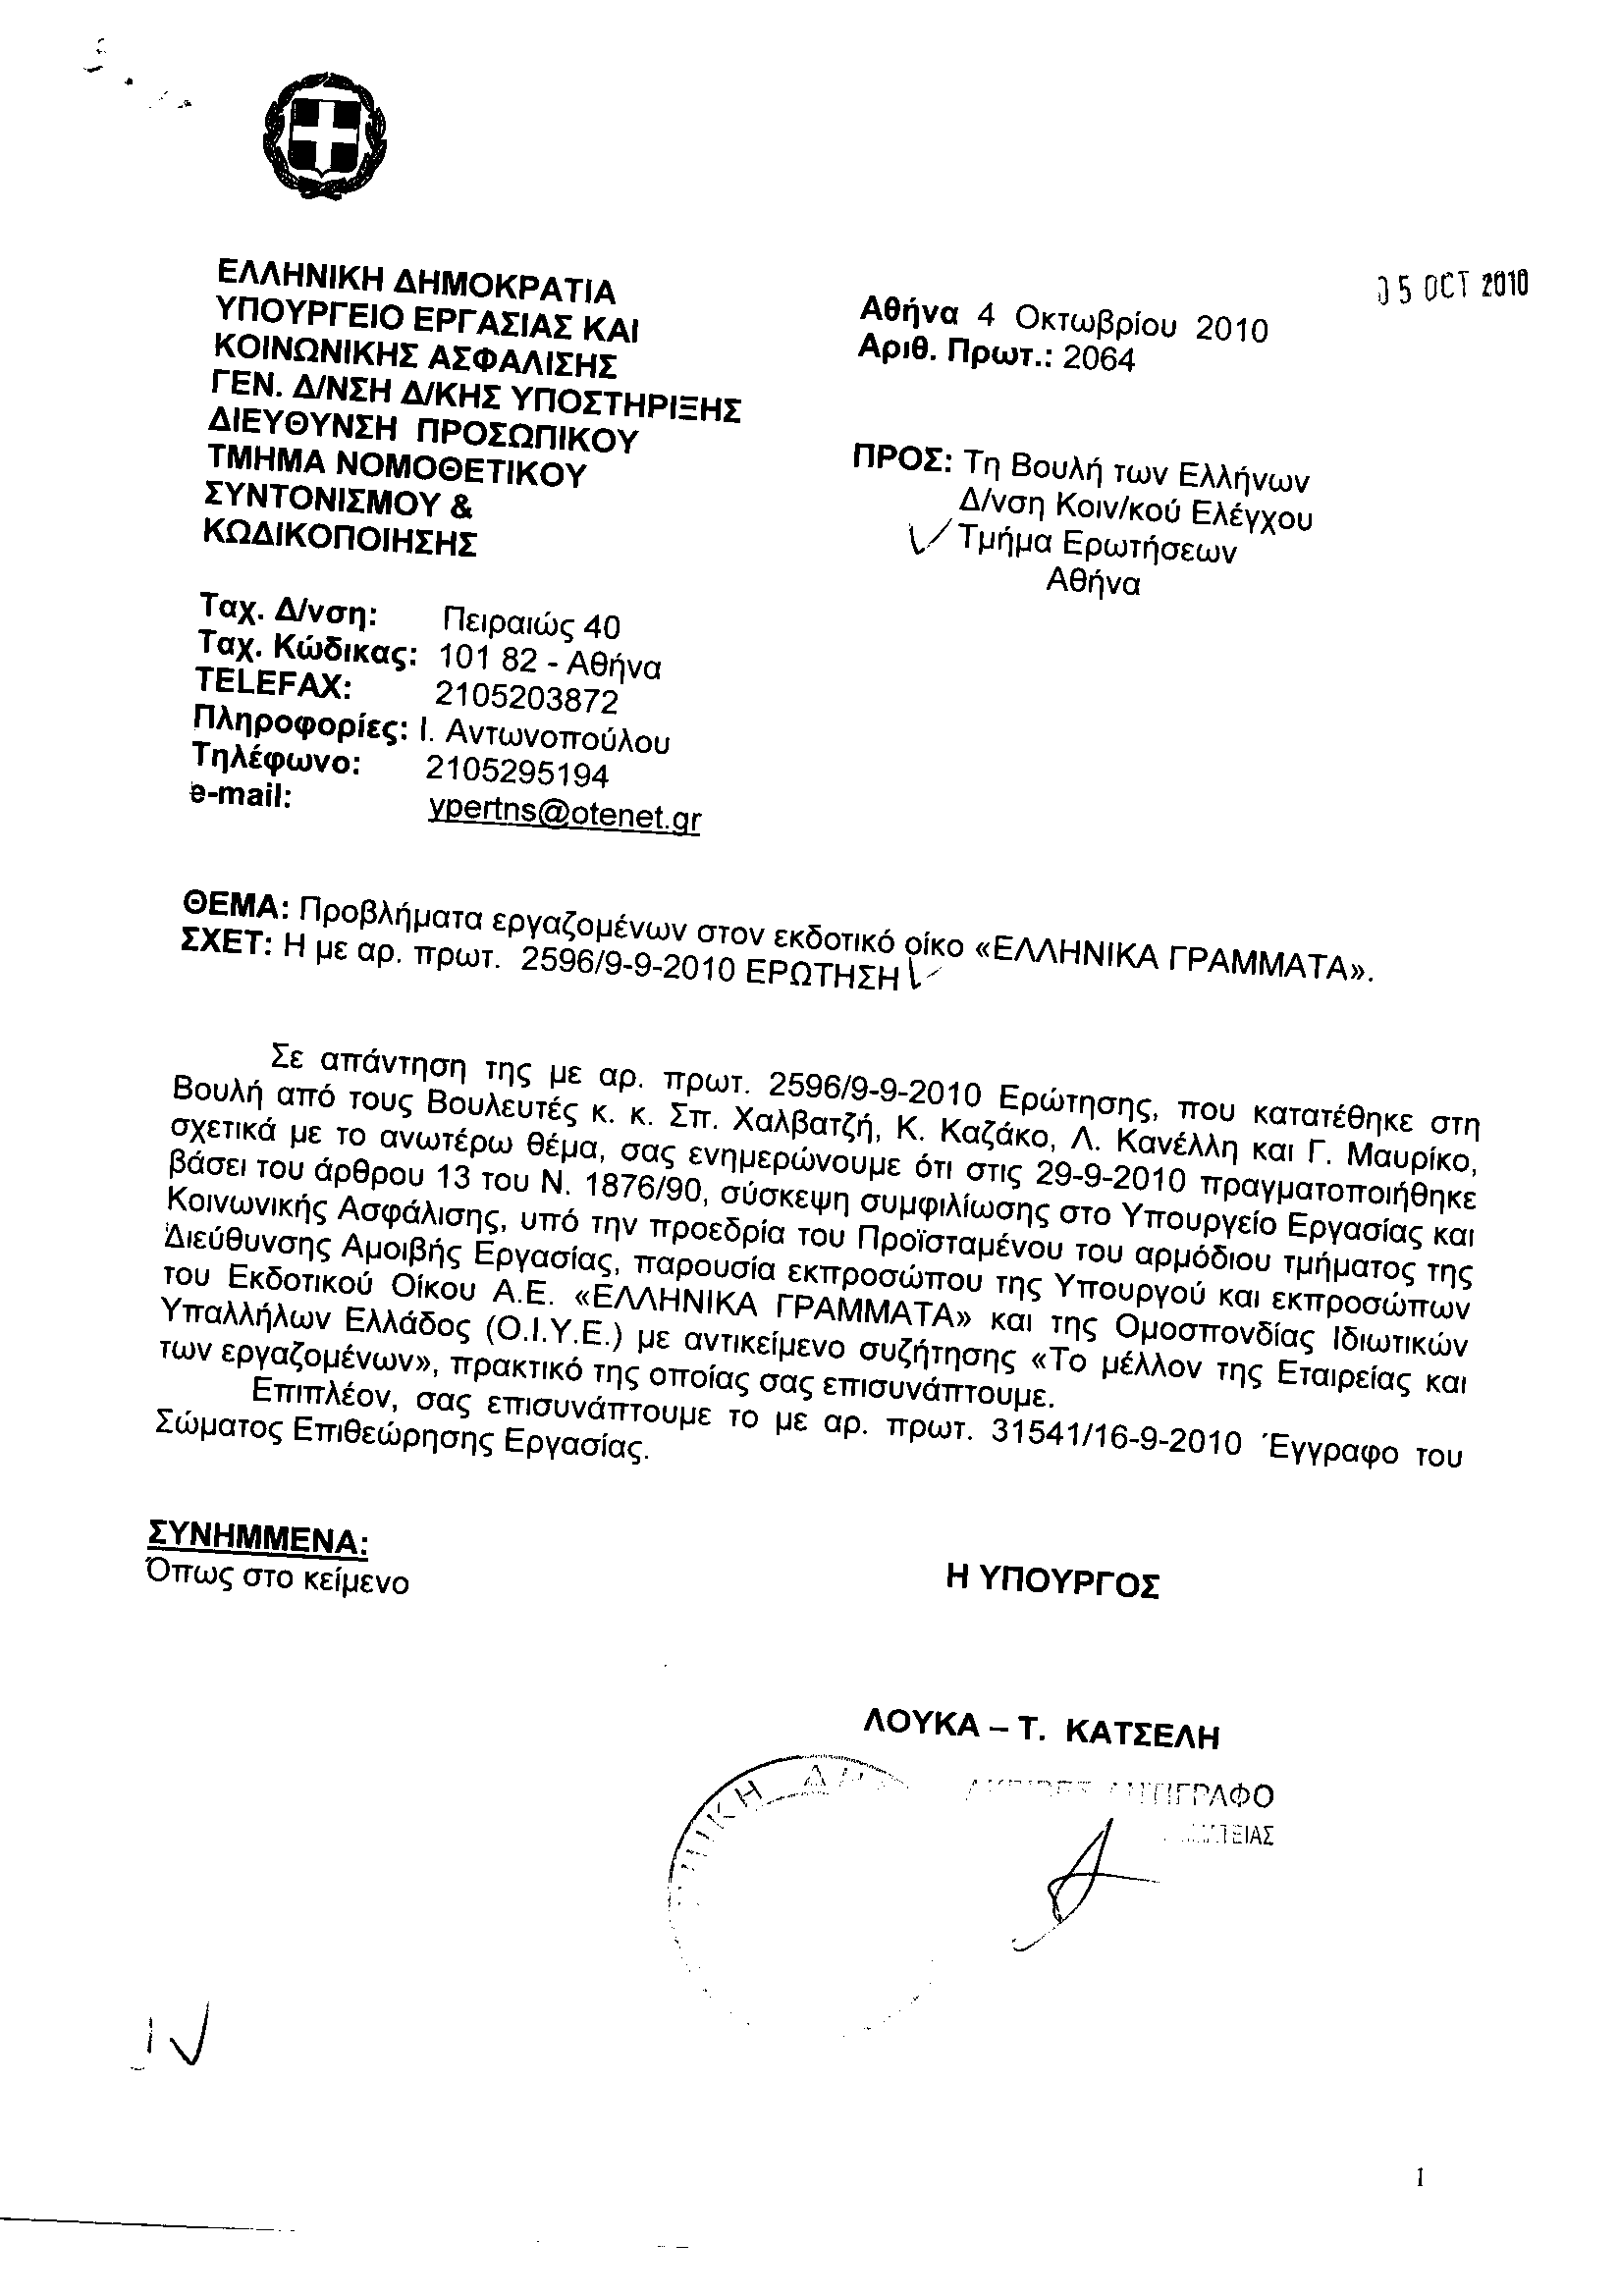 ΕΛΛΗΝΙΚΗ ΔΗΜΟΚΡΑΤΙΑ
ΥΠΟΥΡΓΕΙΟ ΕΡΓΑΣΙΑΣ ΚΑΙ
ΚΟΙΝΩΝΙΚΗΣ ΑΣΦΑΛΙΣΗΣ
ΓΕΝ. Δ/ΝΣΗ Δ/ΚΗΣ ΥΠΟΣΤΗΡΙΞΗΣ
ΔΙΕΥΘΥΝΣΗ ΠΡΟΣΩΠΙΚΟΥ
ΤΜΗΜΑ ΝΟΜΟΘΕΤΙΚΟΥ
ΣΥΝΤΟΝΙΣΜΟΥ &
ΚΩΔΙΚΟΠΟΙΗΣΗΣ
05 OCT 2010
Αθήνα 4 Οκτωβρίου 2010
Αριθ. Πρωτ.: 2064
ΠΡΟΣ: Τη Βουλή των Ελλήνων
Δ/νση Κοιν/κού Ελέγχου
Τμήμα Ερωτήσεων
Αθήνα
Ταχ. Δ/νση: Πειραιώς 40
Ταχ. Κώδικας: 101 82 - Αθήνα
TELEFAX: 2105203872
Πληροφορίες: Ι. Αντωνοπούλου
Τηλέφωνο: 2105295194
e-mail: ypertns@otenet.gr
ΘΕΜΑ: Προβλήματα εργαζομένων στον εκδοτικό οίκο «ΕΛΛΗΝΙΚΑ ΓΡΑΜΜΑΤΑ».
ΣΧΕΤ: Η με αρ. πρωτ. 2596/9-9-2010 ΕΡΩΤΗΣΗ
Σε απάντηση της με αρ. πρωτ. 2596/9-9-2010 Ερώτησης, που κατατέθηκε στη
Βουλή από τους Βουλευτές κ. κ. Σπ. Χαλβατζή, Κ. Καζάκο, Λ. Κανέλλη και Γ. Μαυρίκο,
σχετικά με το ανωτέρω θέμα, σας ενημερώνουμε ότι στις 29-9-2010 πραγματοποιήθηκε
βάσει του άρθρου 13 του Ν. 1876/90, σύσκεψη συμφιλίωσης στο Υπουργείο Εργασίας και
Κοινωνικής Ασφάλισης, υπό την προεδρία του Προϊσταμένου του αρμόδιου τμήματος της
Διεύθυνσης Αμοιβής Εργασίας, παρουσία εκπροσώπου της Υπουργού και εκπροσώπων
του Εκδοτικού Οίκου Α.Ε. «ΕΛΛΗΝΙΚΑ ΓΡΑΜΜΑΤΑ» και της Ομοσπονδίας Ιδιωτικών
Υπαλλήλων Ελλάδος (Ο.Ι.Υ.Ε.) με αντικείμενο συζήτησης «Το μέλλον της Εταιρείας και
των εργαζομένων», πρακτικό της οποίας σας επισυνάπτουμε.
Επιπλέον, σας επισυνάπτουμε το με αρ. πρωτ. 31541/16-9-2010 Έγγραφο του
Σώματος Επιθεώρησης Εργασίας.
ΣΥΝΗΜΜΕΝΑ:
Όπως στο κείμενο
Η ΥΠΟΥΡΓΟΣ
ΛΟΥΚΑ – Τ. ΚΑΤΣΕΛΗ
1